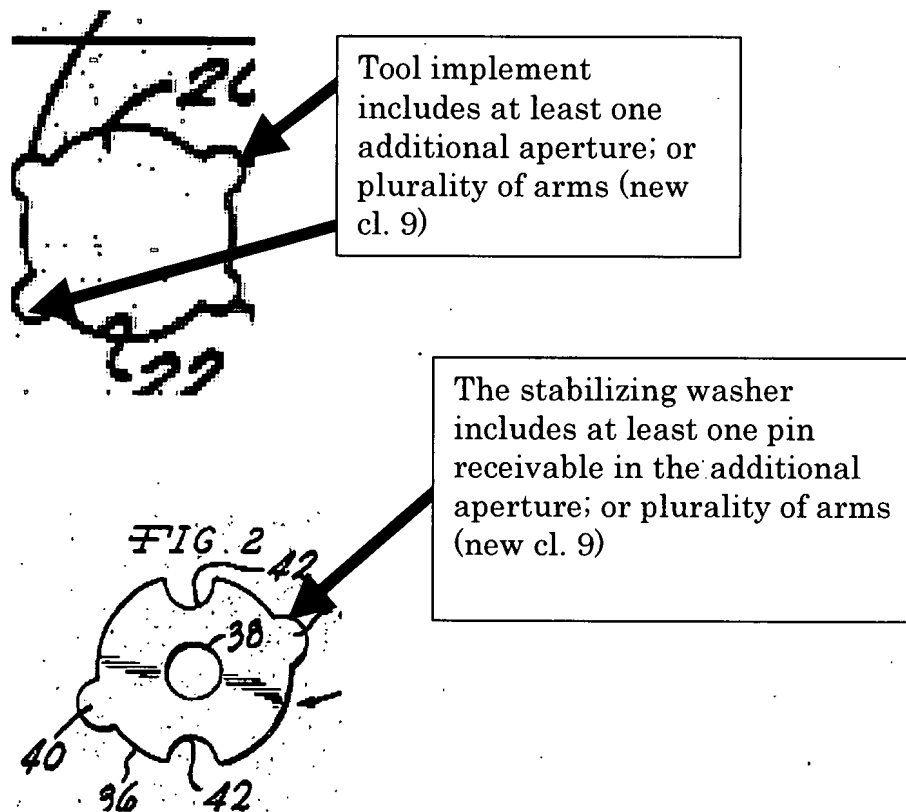 Tool implement
includes at least one
additional aperture; or
plurality of arms (new
cl. 9)
22
The stabilizing washer
includes at least one pin
receivable in the additional
aperture; or plurality of arms
(new cl. 9)
FIG. 2
42
38
40
36
42